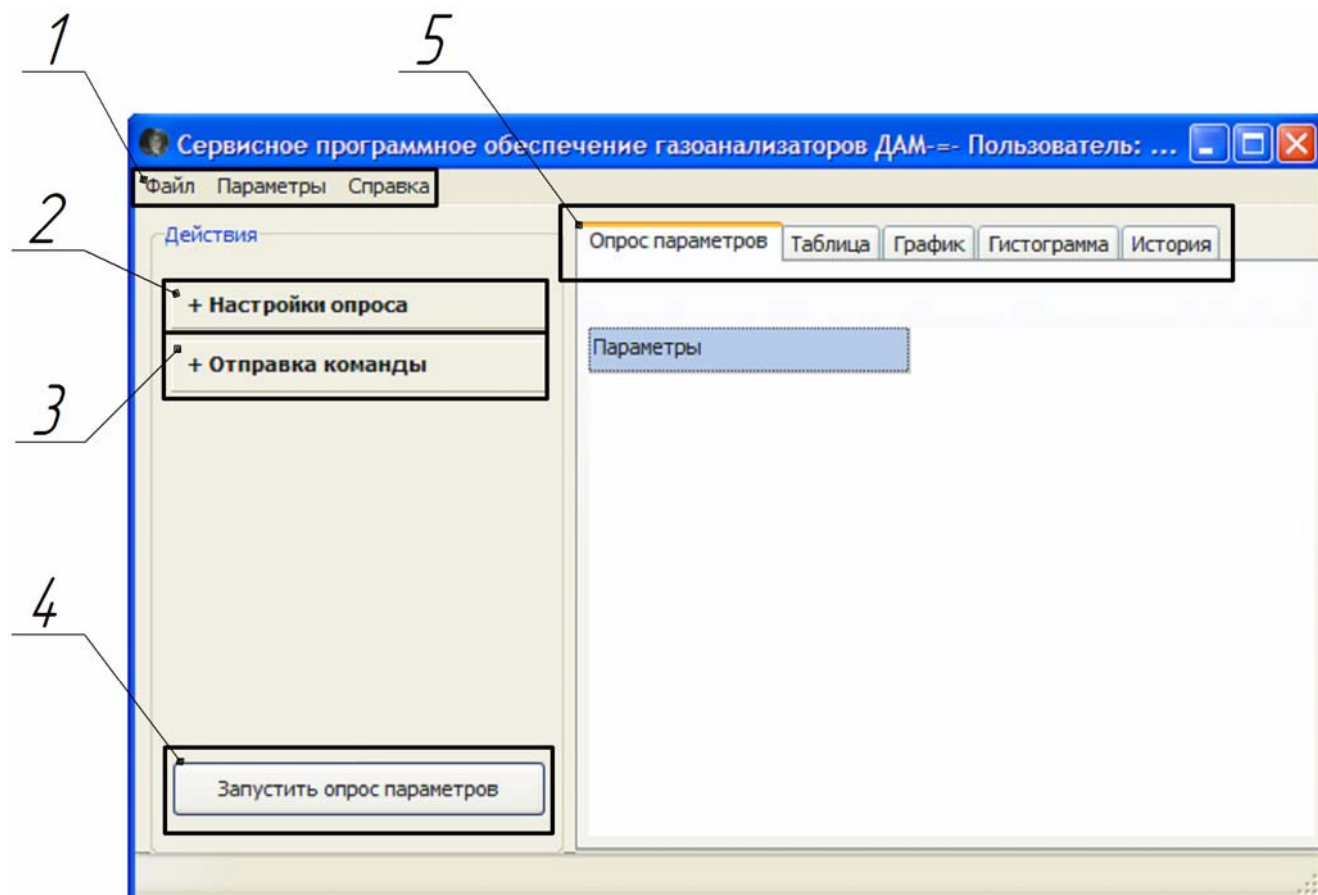 1
5
Сервисное программное обеспечение газоанализаторов ДАМ-=- Пользователь: ...
Файл Параметры Справка
2
Действия
Опрос параметров Таблица График Гистограмма История
+ Настройки опроса
Параметры
+ Отправка команды
3
4
Запустить опрос параметров